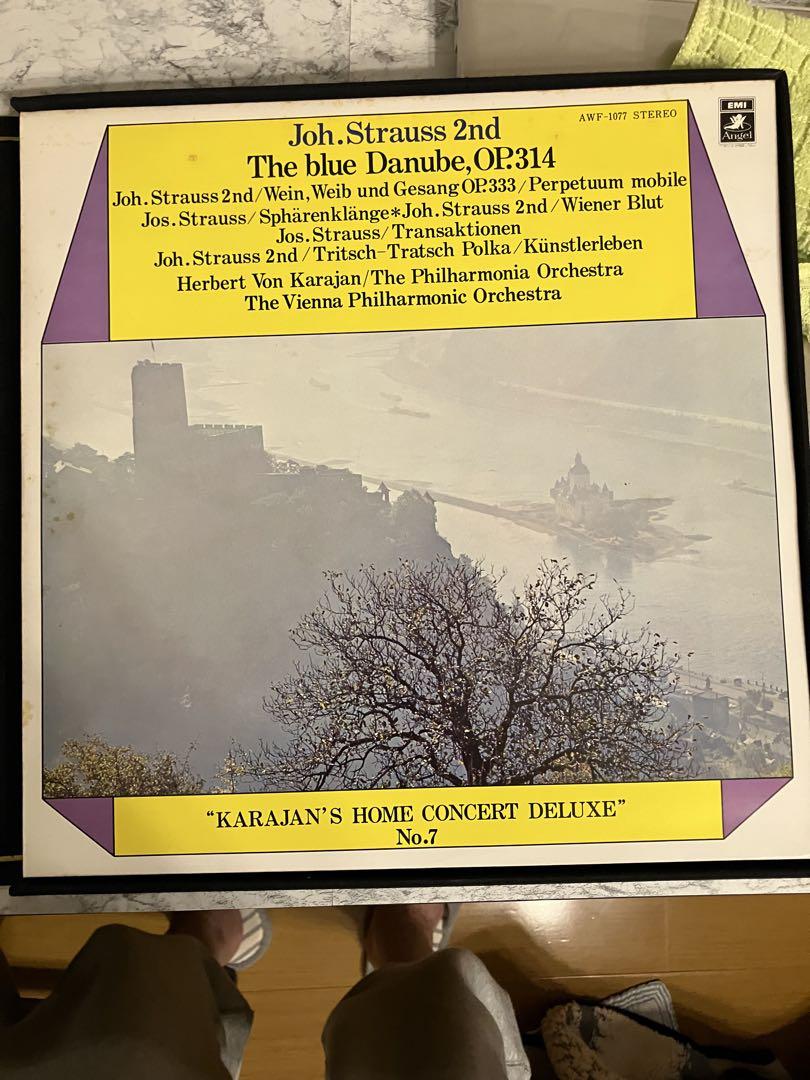 AWF-1077 STEREO
EMI
Angel
Joh.Strauss 2nd
The blue Danube,OP.314
Joh.Strauss 2nd/Wein,Weib und Gesang OP.333/Perpetuum mobile
Jos.Strauss/Sphärenklänge*Joh.Strauss 2nd/Wiener Blut
Jos.Strauss/Transaktionen
Joh.Strauss 2nd/Tritsch-Tratsch Polka/Künstlerleben
Herbert Von Karajan/The Philharmonia Orchestra
The Vienna Philharmonic Orchestra
“KARAJAN’S HOME CONCERT DELUXE”
No.7